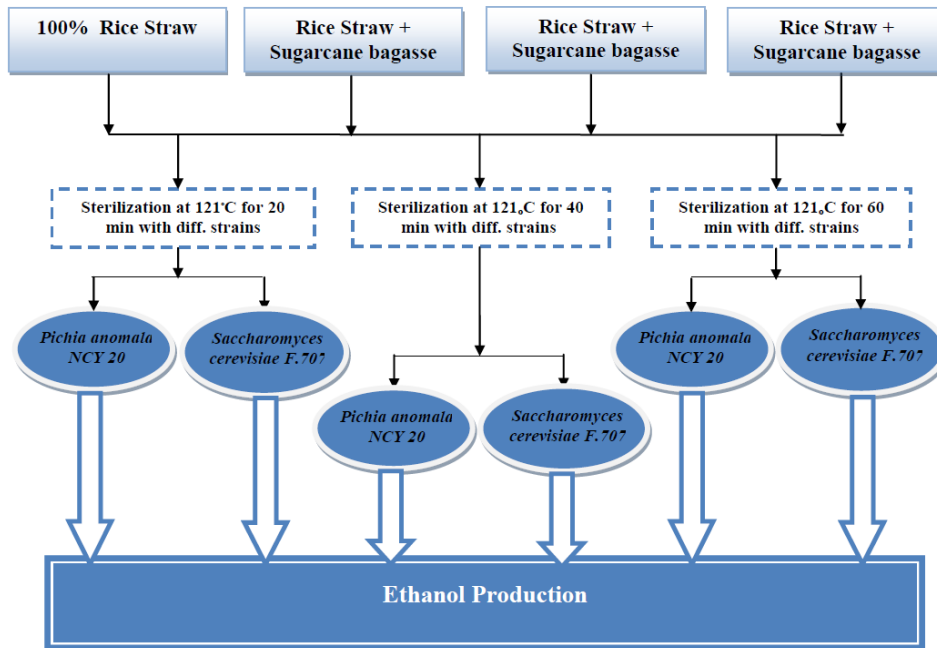 100% Rice Straw
Rice Straw +
Sugarcane bagasse
Rice Straw +
Sugarcane bagasse
Rice Straw +
Sugarcane bagasse
Sterilization at 121°C for 20
min with diff. strains
Sterilization at 121ₒC for 40
min with diff. strains
Sterilization at 121ₒC for 60
min with diff. strains
Pichia anomala
NCY 20
Saccharomyces
cerevisiae F.707
Pichia anomala
NCY 20
Saccharomyces
cerevisiae F.707
Pichia anomala
NCY 20
Saccharomyces
cerevisiae F.707
Ethanol Production